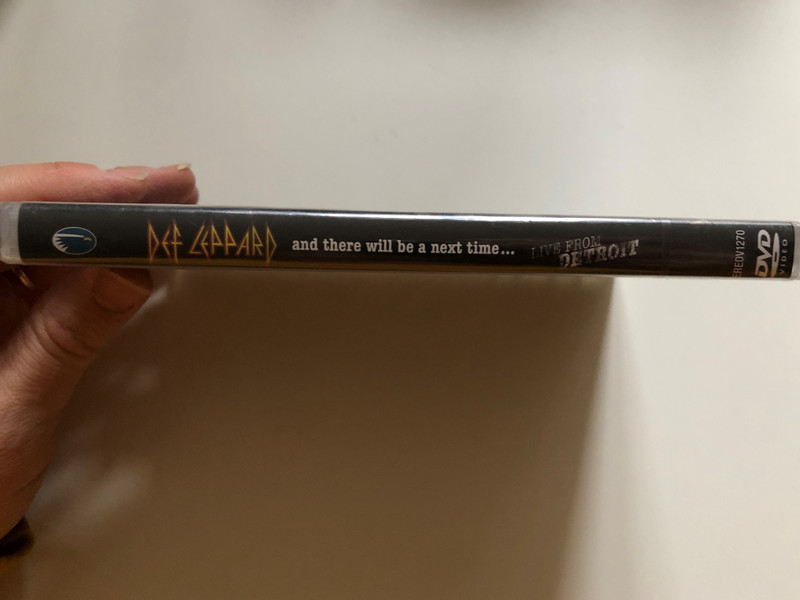 DEF LEPPARD and there will be a next time...
LIVE FROM
DETROIT
EREDV1270
DVD
VIDEO